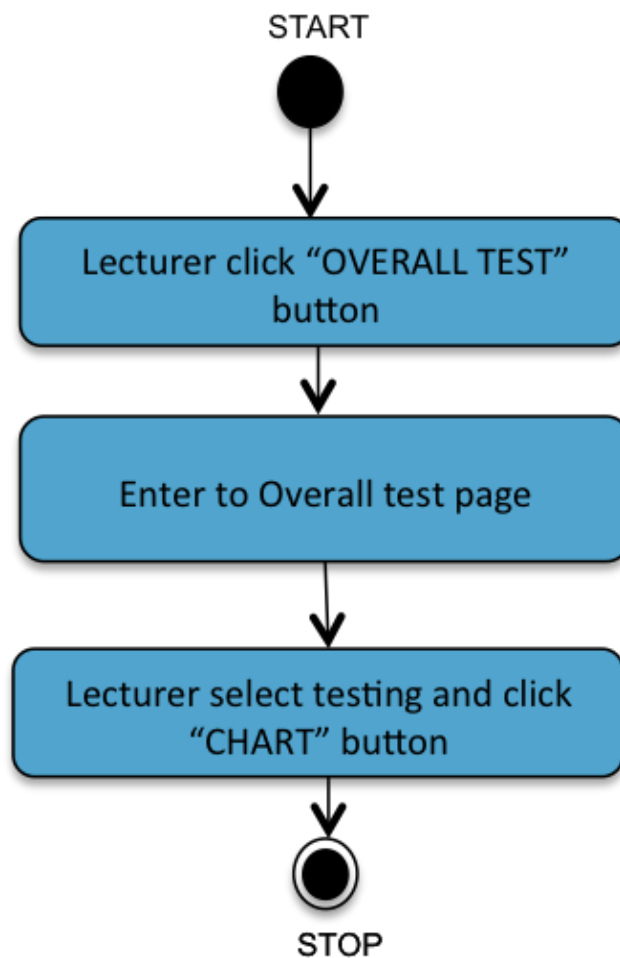 START
Lecturer click “OVERALL TEST”
button
Enter to Overall test page
Lecturer select testing and click
“CHART” button
STOP